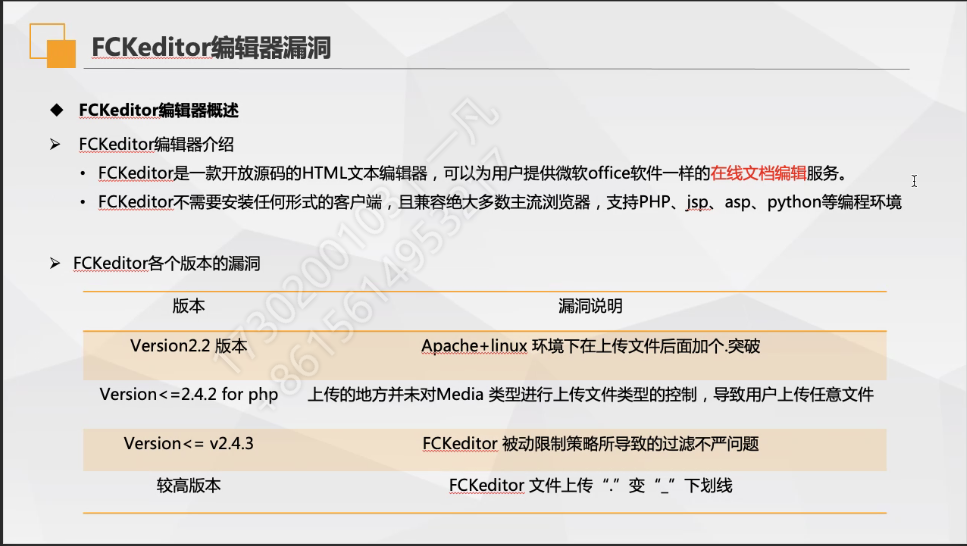 FCKeditor编辑器漏洞
◆ FCKeditor编辑器概述
➢ FCKeditor编辑器介绍
• FCKeditor是一款开放源码的HTML文本编辑器，可以为用户提供微软office软件一样的在线文档编辑服务。
• FCKeditor不需要安装任何形式的客户端，且兼容绝大多数主流浏览器，支持PHP、jsp、asp、python等编程环境
➢ FCKeditor各个版本的漏洞
版本 漏洞说明
Version2.2 版本 Apache+linux 环境下在上传文件后面加个.突破
Version<=2.4.2 for php 上传的地方并未对Media 类型进行上传文件类型的控制，导致用户上传任意文件
Version<= v2.4.3 FCKeditor 被动限制策略所导致的过滤不严问题
较高版本 FCKeditor 文件上传 “.” 变 “_” 下划线